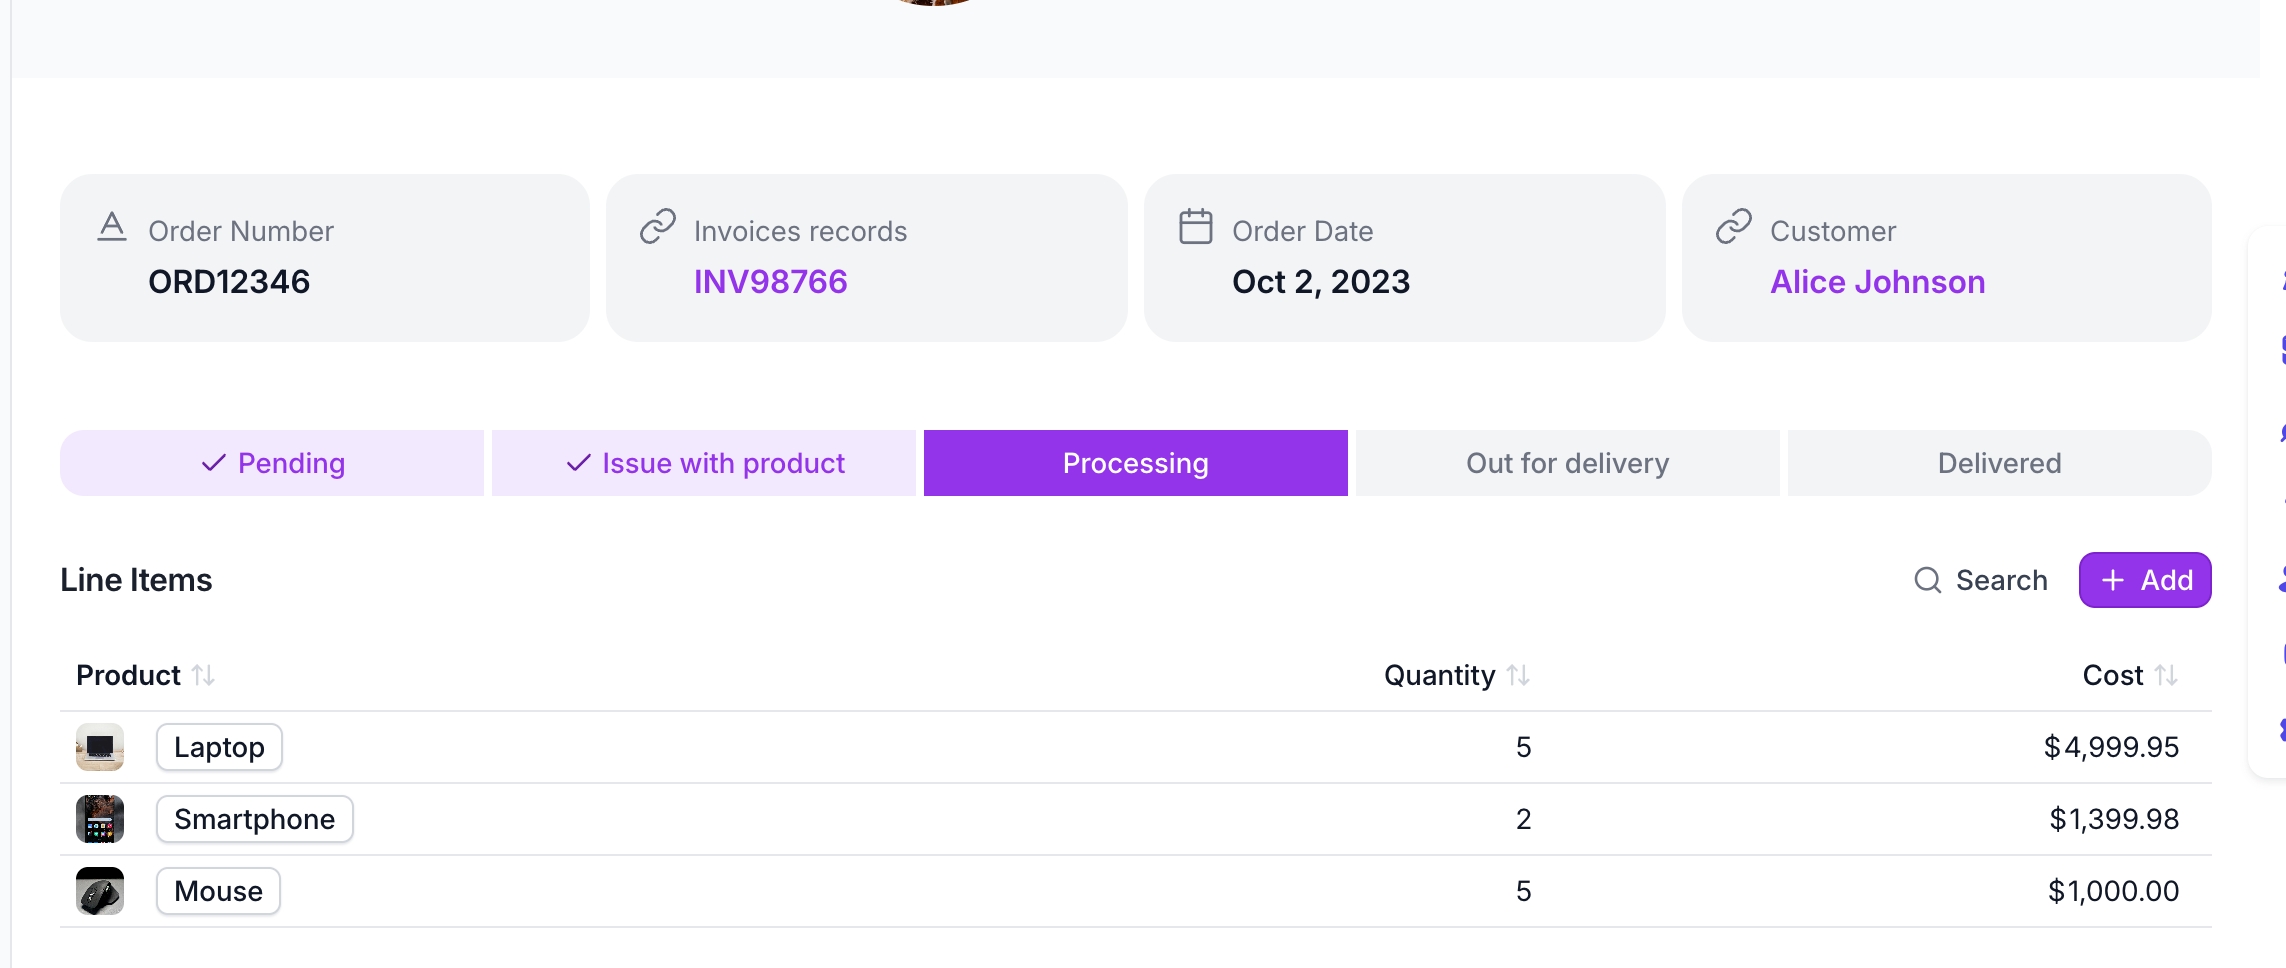 Order Number
ORD12346
Invoices records
INV98766
Order Date
Oct 2, 2023
Customer
Alice Johnson
Pending
Issue with product
Processing
Out for delivery
Delivered
Line Items
Search
Add
Product
Quantity
Cost
Laptop 5 $4,999.95
Smartphone 2 $1,399.98
Mouse 5 $1,000.00